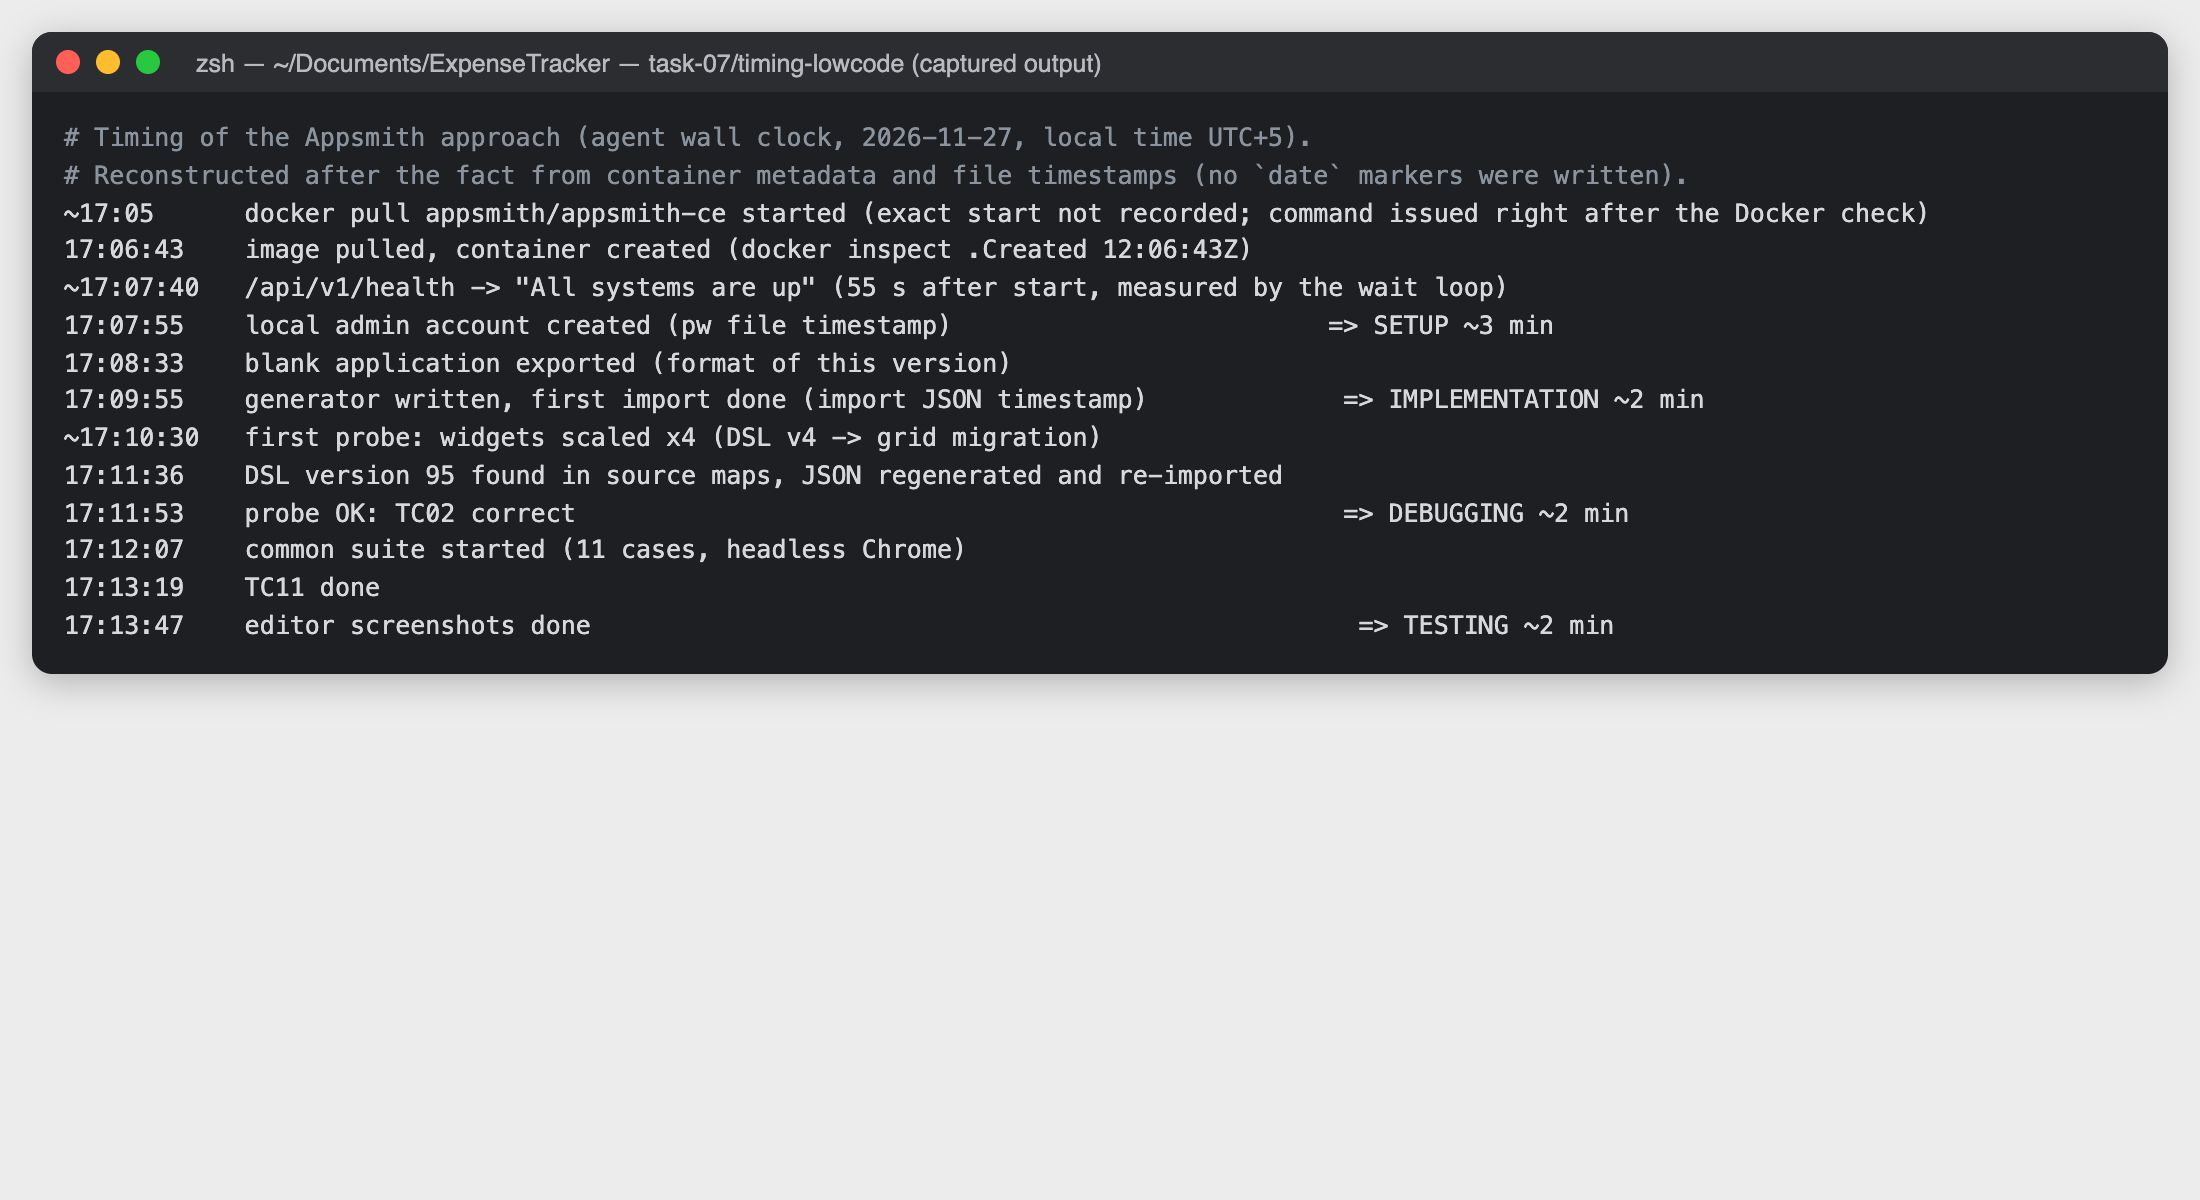 zsh — ~/Documents/ExpenseTracker — task-07/timing-lowcode (captured output)
# Timing of the Appsmith approach (agent wall clock, 2026-11-27, local time UTC+5).
# Reconstructed after the fact from container metadata and file timestamps (no `date` markers were written).
~17:05      docker pull appsmith/appsmith-ce started (exact start not recorded; command issued right after the Docker check)
17:06:43    image pulled, container created (docker inspect .Created 12:06:43Z)
~17:07:40   /api/v1/health -> "All systems are up" (55 s after start, measured by the wait loop)
17:07:55    local admin account created (pw file timestamp)                         => SETUP ~3 min
17:08:33    blank application exported (format of this version)
17:09:55    generator written, first import done (import JSON timestamp)             => IMPLEMENTATION ~2 min
~17:10:30   first probe: widgets scaled x4 (DSL v4 -> grid migration)
17:11:36    DSL version 95 found in source maps, JSON regenerated and re-imported
17:11:53    probe OK: TC02 correct                                                   => DEBUGGING ~2 min
17:12:07    common suite started (11 cases, headless Chrome)
17:13:19    TC11 done
17:13:47    editor screenshots done                                                   => TESTING ~2 min